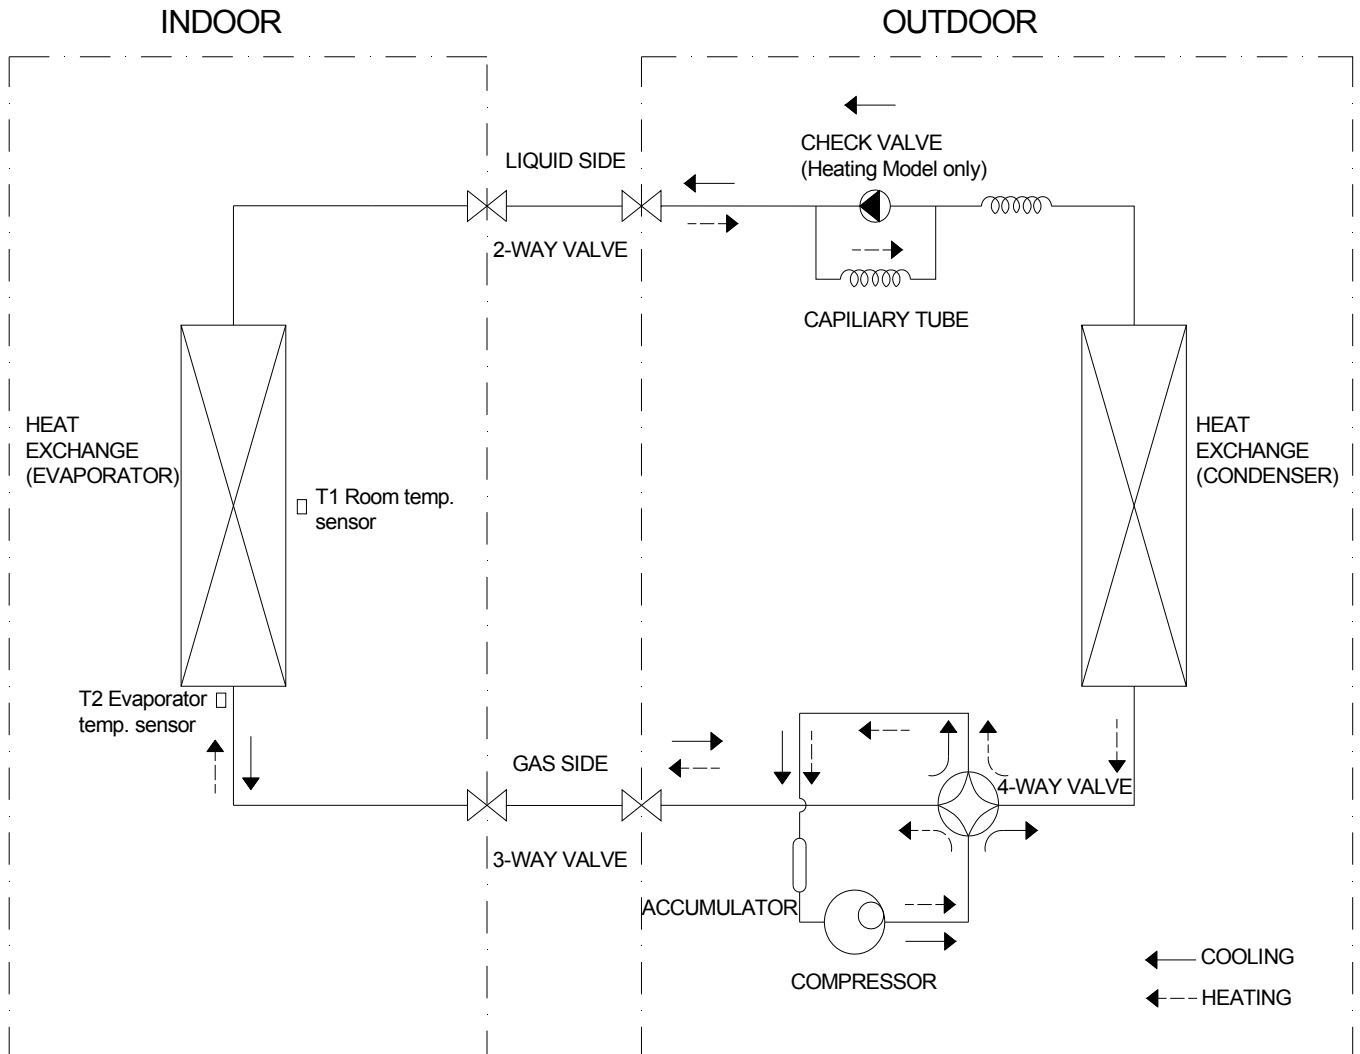 INDOOR
OUTDOOR
CHECK VALVE
(Heating Model only)
LIQUID SIDE
2-WAY VALVE
CAPILIARY TUBE
HEAT
EXCHANGE
(EVAPORATOR)
T1 Room temp.
sensor
HEAT
EXCHANGE
(CONDENSER)
T2 Evaporator
temp. sensor
GAS SIDE
4-WAY VALVE
3-WAY VALVE
ACCUMULATOR
COMPRESSOR
COOLING
HEATING